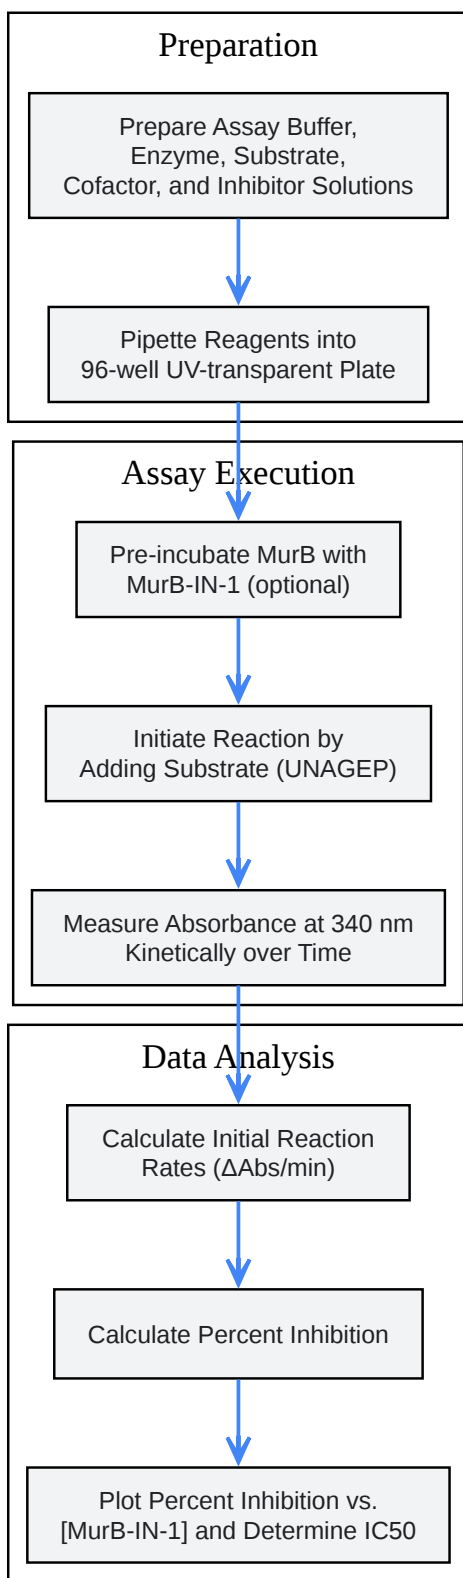 Preparation
Prepare Assay Buffer,
Enzyme, Substrate,
Cofactor, and Inhibitor Solutions
Pipette Reagents into
96-well UV-transparent Plate
Assay Execution
Pre-incubate MurB with
MurB-IN-1 (optional)
Initiate Reaction by
Adding Substrate (UNAGEP)
Measure Absorbance at 340 nm
Kinetically over Time
Data Analysis
Calculate Initial Reaction
Rates (ΔAbs/min)
Calculate Percent Inhibition
Plot Percent Inhibition vs.
[MurB-IN-1] and Determine IC50